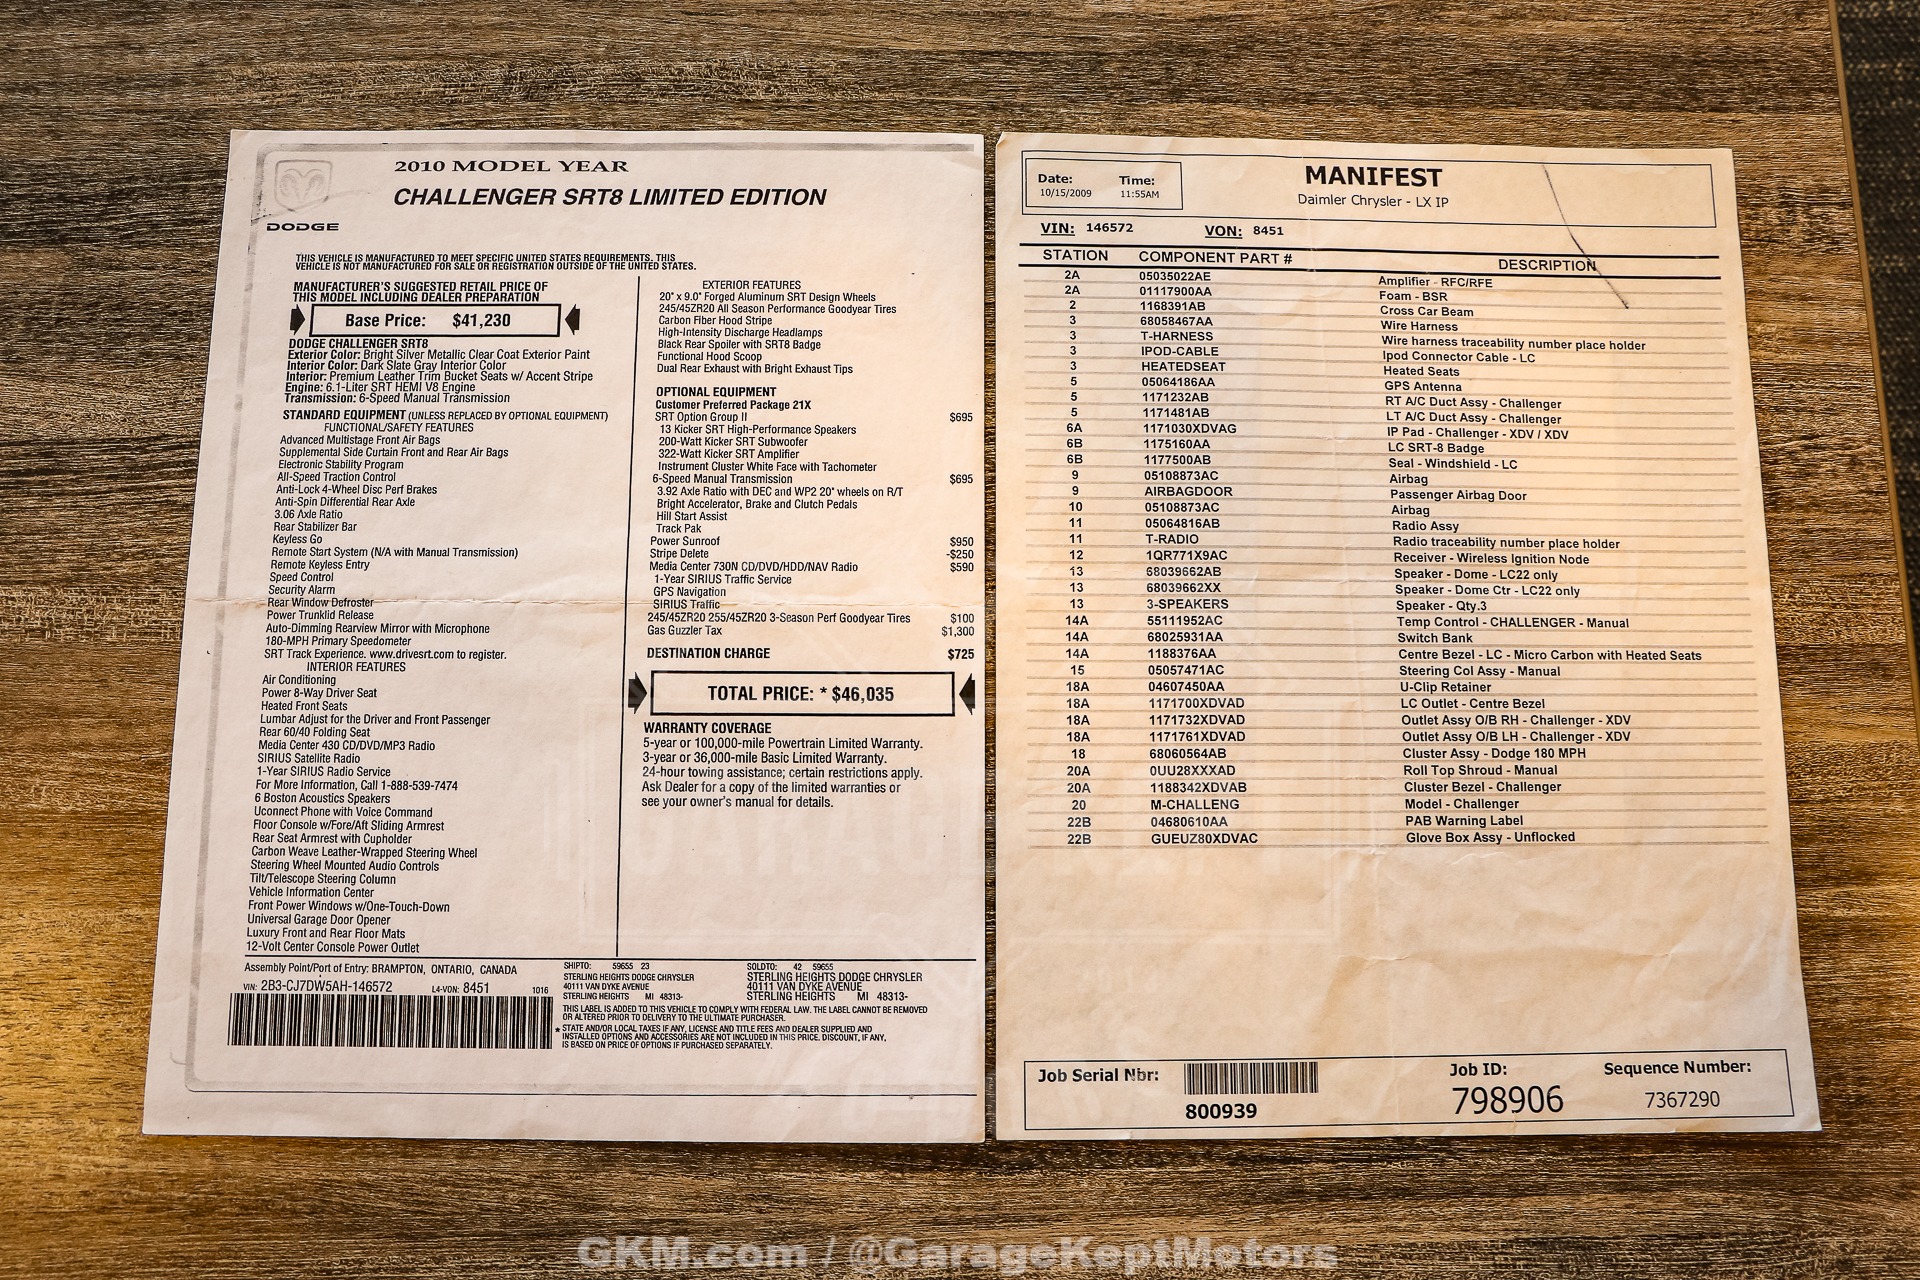 2010 MODEL YEAR
CHALLENGER SRT8 LIMITED EDITION
DODGE
THIS VEHICLE IS MANUFACTURED TO MEET SPECIFIC UNITED STATES REQUIREMENTS. THIS
VEHICLE IS NOT MANUFACTURED FOR SALE OR REGISTRATION OUTSIDE OF THE UNITED STATES.
MANUFACTURER'S SUGGESTED RETAIL PRICE OF
THIS MODEL INCLUDING DEALER PREPARATION
Base Price: $41,230
DODGE CHALLENGER SRT8
Exterior Color: Bright Silver Metallic Clear Coat Exterior Paint
Interior Color: Dark Slate Gray Interior Color
Interior: Premium Leather Trim Bucket Seats w/ Accent Stripe
Engine: 6.1-Liter SRT HEMI V8 Engine
Transmission: 6-Speed Manual Transmission
STANDARD EQUIPMENT (UNLESS REPLACED BY OPTIONAL EQUIPMENT)
FUNCTIONAL/SAFETY FEATURES
Advanced Multistage Front Air Bags
Supplemental Side Curtain Front and Rear Air Bags
Electronic Stability Program
All-Speed Traction Control
Anti-Lock 4-Wheel Disc Perf Brakes
Anti-Spin Differential Rear Axle
3.06 Axle Ratio
Rear Stabilizer Bar
Keyless Go
Remote Start System (N/A with Manual Transmission)
Remote Keyless Entry
Speed Control
Security Alarm
Rear Window Defroster
Power Trunklid Release
Auto-Dimming Rearview Mirror with Microphone
180-MPH Primary Speedometer
SRT Track Experience. www.drivesrt.com to register.
INTERIOR FEATURES
Air Conditioning
Power 8-Way Driver Seat
Heated Front Seats
Lumbar Adjust for the Driver and Front Passenger
Rear 60/40 Folding Seat
Media Center 430 CD/DVD/MP3 Radio
SIRIUS Satellite Radio
1-Year SIRIUS Radio Service
For More Information, Call 1-888-539-7474
6 Boston Acoustics Speakers
Uconnect Phone with Voice Command
Floor Console w/Fore/Aft Sliding Armrest
Rear Seat Armrest with Cupholder
Carbon Weave Leather-Wrapped Steering Wheel
Steering Wheel Mounted Audio Controls
Tilt/Telescope Steering Column
Vehicle Information Center
Front Power Windows w/One-Touch-Down
Universal Garage Door Opener
Luxury Front and Rear Floor Mats
12-Volt Center Console Power Outlet
EXTERIOR FEATURES
20" x 9.0" Forged Aluminum SRT Design Wheels
245/45ZR20 All Season Performance Goodyear Tires
Carbon Fiber Hood Stripe
High-Intensity Discharge Headlamps
Black Rear Spoiler with SRT8 Badge
Functional Hood Scoop
Dual Rear Exhaust with Bright Exhaust Tips
OPTIONAL EQUIPMENT
Customer Preferred Package 21X
SRT Option Group II $695
13 Kicker SRT High-Performance Speakers
200-Watt Kicker SRT Subwoofer
322-Watt Kicker SRT Amplifier
Instrument Cluster White Face with Tachometer
6-Speed Manual Transmission $695
3.92 Axle Ratio with DEC and WP2 20" wheels on R/T
Bright Accelerator, Brake and Clutch Pedals
Hill Start Assist
Track Pak
Power Sunroof $950
Stripe Delete -$250
Media Center 730N CD/DVD/HDD/NAV Radio $590
1-Year SIRIUS Traffic Service
GPS Navigation
SIRIUS Traffic
245/45ZR20 255/45ZR20 3-Season Perf Goodyear Tires $100
Gas Guzzler Tax $1,300
DESTINATION CHARGE $725
TOTAL PRICE: * $46,035
WARRANTY COVERAGE
5-year or 100,000-mile Powertrain Limited Warranty.
3-year or 36,000-mile Basic Limited Warranty.
24-hour towing assistance; certain restrictions apply.
Ask Dealer for a copy of the limited warranties or
see your owner's manual for details.
Assembly Point/Port of Entry: BRAMPTON, ONTARIO, CANADA
VIN: 2B3-CJ7DW5AH-146572 L4-VON: 8451 1016
SHIPTO: 59655 23
STERLING HEIGHTS DODGE CHRYSLER
40111 VAN DYKE AVENUE
STERLING HEIGHTS MI 48313-
SOLDTO: 42 59655
STERLING HEIGHTS DODGE CHRYSLER
40111 VAN DYKE AVENUE
STERLING HEIGHTS MI 48313-
THIS LABEL IS ADDED TO THIS VEHICLE TO COMPLY WITH FEDERAL LAW. THE LABEL CANNOT BE REMOVED
OR ALTERED PRIOR TO DELIVERY TO THE ULTIMATE PURCHASER.
* STATE AND/OR LOCAL TAXES IF ANY, LICENSE AND TITLE FEES AND DEALER SUPPLIED AND
INSTALLED OPTIONS AND ACCESSORIES ARE NOT INCLUDED IN THIS PRICE. DISCOUNT, IF ANY,
IS BASED ON PRICE OF OPTIONS IF PURCHASED SEPARATELY.
Date: Time:
10/15/2009 11:55AM
MANIFEST
Daimler Chrysler - LX IP
VIN: 146572 VON: 8451
STATION COMPONENT PART # DESCRIPTION
2A 05035022AE Amplifier - RFC/RFE
2A 01117900AA Foam - BSR
2 1168391AB Cross Car Beam
3 68058467AA Wire Harness
3 T-HARNESS Wire harness traceability number place holder
3 IPOD-CABLE Ipod Connector Cable - LC
3 HEATEDSEAT Heated Seats
5 05064186AA GPS Antenna
5 1171232AB RT A/C Duct Assy - Challenger
5 1171481AB LT A/C Duct Assy - Challenger
6A 1171030XDVAG IP Pad - Challenger - XDV / XDV
6B 1175160AA LC SRT-8 Badge
6B 1177500AB Seal - Windshield - LC
9 05108873AC Airbag
9 AIRBAGDOOR Passenger Airbag Door
10 05108873AC Airbag
11 05064816AB Radio Assy
11 T-RADIO Radio traceability number place holder
12 1QR771X9AC Receiver - Wireless Ignition Node
13 68039662AB Speaker - Dome - LC22 only
13 68039662XX Speaker - Dome Ctr - LC22 only
13 3-SPEAKERS Speaker - Qty.3
14A 55111952AC Temp Control - CHALLENGER - Manual
14A 68025931AA Switch Bank
14A 1188376AA Centre Bezel - LC - Micro Carbon with Heated Seats
15 05057471AC Steering Col Assy - Manual
18A 04607450AA U-Clip Retainer
18A 1171700XDVAD LC Outlet - Centre Bezel
18A 1171732XDVAD Outlet Assy O/B RH - Challenger - XDV
18A 1171761XDVAD Outlet Assy O/B LH - Challenger - XDV
18 68060564AB Cluster Assy - Dodge 180 MPH
20A 0UU28XXXAD Roll Top Shroud - Manual
20A 1188342XDVAB Cluster Bezel - Challenger
20 M-CHALLENG Model - Challenger
22B 04680610AA PAB Warning Label
22B GUEUZ80XDVAC Glove Box Assy - Unflocked
Job Serial Nbr: 800939
Job ID: 798906
Sequence Number: 7367290
GKM.com / @GarageKeptMotors